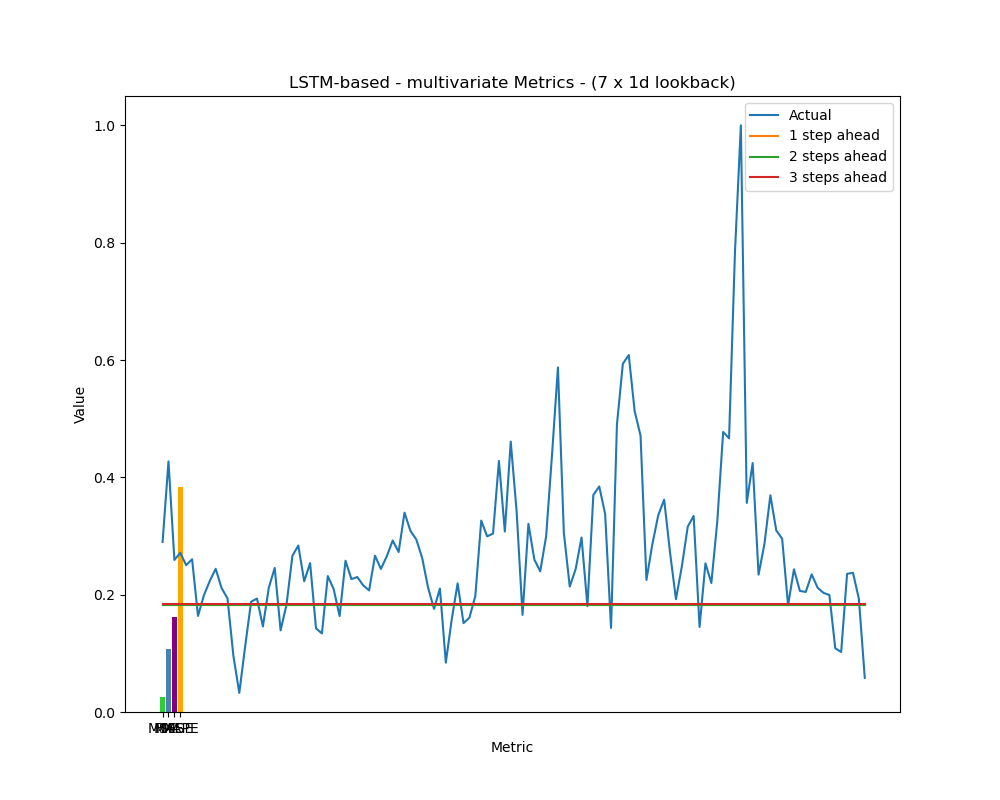 LSTM-based - multivariate Metrics - (7 x 1d lookback)
Actual
1 step ahead
2 steps ahead
3 steps ahead
1.0
0.8
0.6
0.4
0.2
0.0
Value
Metric